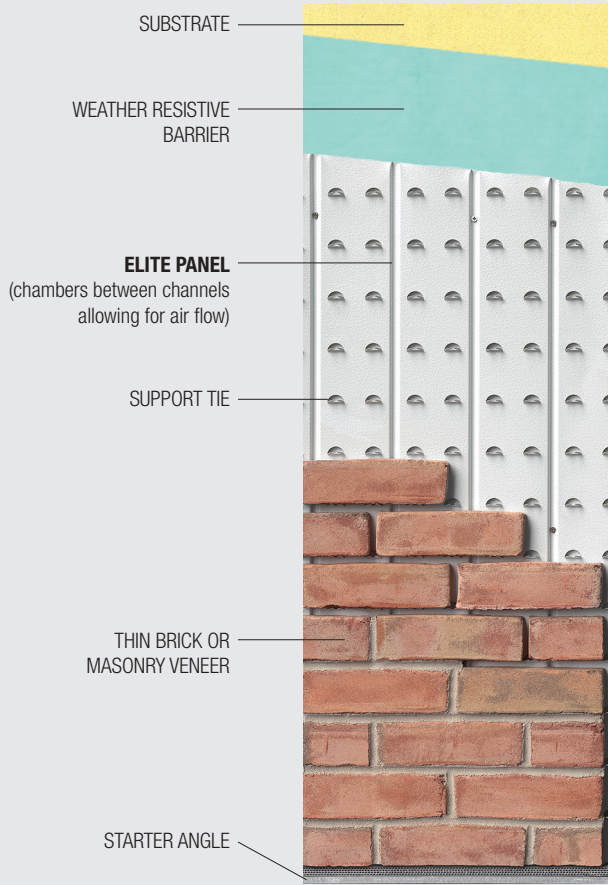 SUBSTRATE
WEATHER RESISTIVE
BARRIER
ELITE PANEL
(chambers between channels
allowing for air flow)
SUPPORT TIE
THIN BRICK OR
MASONRY VENEER
STARTER ANGLE